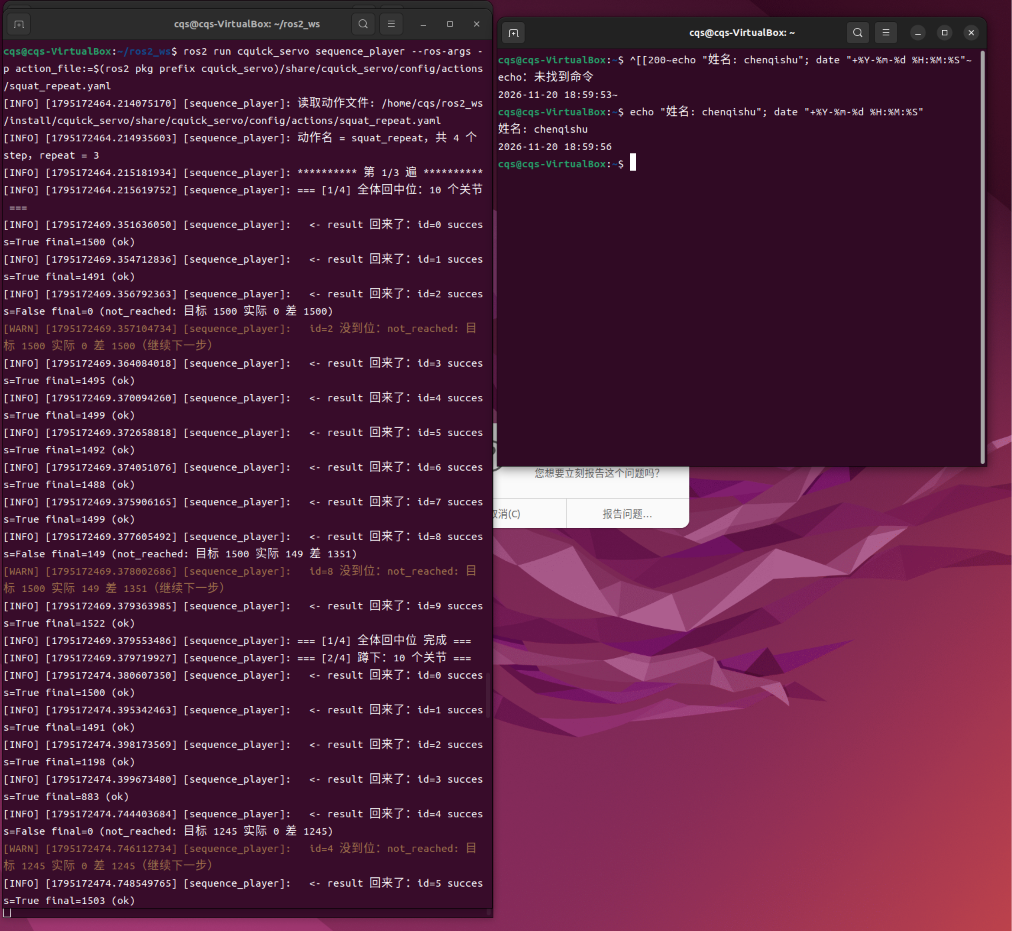 cqs@cqs-VirtualBox: ~/ros2_ws
cqs@cqs-VirtualBox:~/ros2_ws$ ros2 run cquick_servo sequence_player --ros-args -
p action_file:=$(ros2 pkg prefix cquick_servo)/share/cquick_servo/config/actions
/squat_repeat.yaml
[INFO] [1795172464.214075170] [sequence_player]: 读取动作文件: /home/cqs/ros2_ws
/install/cquick_servo/share/cquick_servo/config/actions/squat_repeat.yaml
[INFO] [1795172464.214935603] [sequence_player]: 动作名 = squat_repeat, 共 4 个
step, repeat = 3
[INFO] [1795172464.215181934] [sequence_player]: ********** 第 1/3 遍 **********
[INFO] [1795172464.215619752] [sequence_player]: === [1/4] 全体回中位: 10 个关节
===
[INFO] [1795172469.351636050] [sequence_player]:   <- result 回来了: id=0 succes
s=True final=1500 (ok)
[INFO] [1795172469.354712836] [sequence_player]:   <- result 回来了: id=1 succes
s=True final=1491 (ok)
[INFO] [1795172469.356792363] [sequence_player]:   <- result 回来了: id=2 succes
s=False final=0 (not_reached: 目标 1500 实际 0 差 1500)
[WARN] [1795172469.357104734] [sequence_player]:   id=2 没到位: not_reached: 目
标 1500 实际 0 差 1500（继续下一步）
[INFO] [1795172469.364084018] [sequence_player]:   <- result 回来了: id=3 succes
s=True final=1495 (ok)
[INFO] [1795172469.370094260] [sequence_player]:   <- result 回来了: id=4 succes
s=True final=1499 (ok)
[INFO] [1795172469.372658818] [sequence_player]:   <- result 回来了: id=5 succes
s=True final=1492 (ok)
[INFO] [1795172469.374051076] [sequence_player]:   <- result 回来了: id=6 succes
s=True final=1488 (ok)
[INFO] [1795172469.375906165] [sequence_player]:   <- result 回来了: id=7 succes
s=True final=1499 (ok)
[INFO] [1795172469.377605492] [sequence_player]:   <- result 回来了: id=8 succes
s=False final=149 (not_reached: 目标 1500 实际 149 差 1351)
[WARN] [1795172469.378002686] [sequence_player]:   id=8 没到位: not_reached: 目
标 1500 实际 149 差 1351（继续下一步）
[INFO] [1795172469.379363985] [sequence_player]:   <- result 回来了: id=9 succes
s=True final=1522 (ok)
[INFO] [1795172469.379553486] [sequence_player]: === [1/4] 全体回中位 完成 ===
[INFO] [1795172469.379719927] [sequence_player]: === [2/4] 蹲下: 10 个关节 ===
[INFO] [1795172474.380607350] [sequence_player]:   <- result 回来了: id=0 succes
s=True final=1500 (ok)
[INFO] [1795172474.395342463] [sequence_player]:   <- result 回来了: id=1 succes
s=True final=1491 (ok)
[INFO] [1795172474.398173569] [sequence_player]:   <- result 回来了: id=2 succes
s=True final=1198 (ok)
[INFO] [1795172474.399673480] [sequence_player]:   <- result 回来了: id=3 succes
s=True final=883 (ok)
[INFO] [1795172474.744403684] [sequence_player]:   <- result 回来了: id=4 succes
s=False final=0 (not_reached: 目标 1245 实际 0 差 1245)
[WARN] [1795172474.746112734] [sequence_player]:   id=4 没到位: not_reached: 目
标 1245 实际 0 差 1245（继续下一步）
[INFO] [1795172474.748549765] [sequence_player]:   <- result 回来了: id=5 succes
s=True final=1503 (ok)
cqs@cqs-VirtualBox: ~
cqs@cqs-VirtualBox:~$ ^[[200~echo "姓名: chenqishu"; date "+%Y-%m-%d %H:%M:%S"~
echo: 未找到命令
2026-11-20 18:59:53~
cqs@cqs-VirtualBox:~$ echo "姓名: chenqishu"; date "+%Y-%m-%d %H:%M:%S"
姓名: chenqishu
2026-11-20 18:59:56
cqs@cqs-VirtualBox:~$
您想要立刻报告这个问题吗?
消(C)
报告问题…